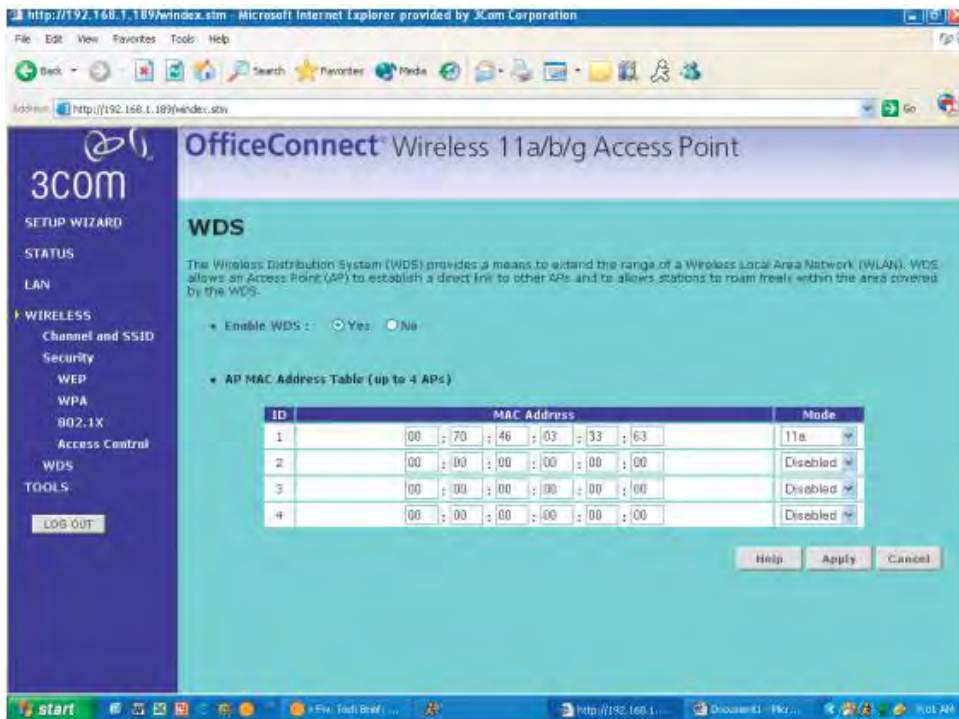 http://192.168.1.189/windex.stm - Microsoft Internet Explorer provided by 3Com Corporation
File Edit View Favorites Tools Help
Back Search Favorites Media
Address http://192.168.1.189/windex.stm Go
3COM
OfficeConnect Wireless 11a/b/g Access Point
SETUP WIZARD
STATUS
LAN
WIRELESS
Channel and SSID
Security
WEP
WPA
802.1X
Access Control
WDS
TOOLS
LOG OUT
WDS
The Wireless Distribution System (WDS) provides a means to extend the range of a Wireless Local Area Network (WLAN). WDS
allows an Access Point (AP) to establish a direct link to other APs and to allows stations to roam freely within the area covered
by the WDS.
Enable WDS : Yes No
AP MAC Address Table (up to 4 APs)
ID MAC Address Mode
1 00 : 70 : 46 : 03 : 33 : 63 11a
2 00 : 00 : 00 : 00 : 00 : 00 Disabled
3 00 : 00 : 00 : 00 : 00 : 00 Disabled
4 00 : 00 : 00 : 00 : 00 : 00 Disabled
Help Apply Cancel
start Tech Brief ... http://192.168.1.... Document1 - ... AM